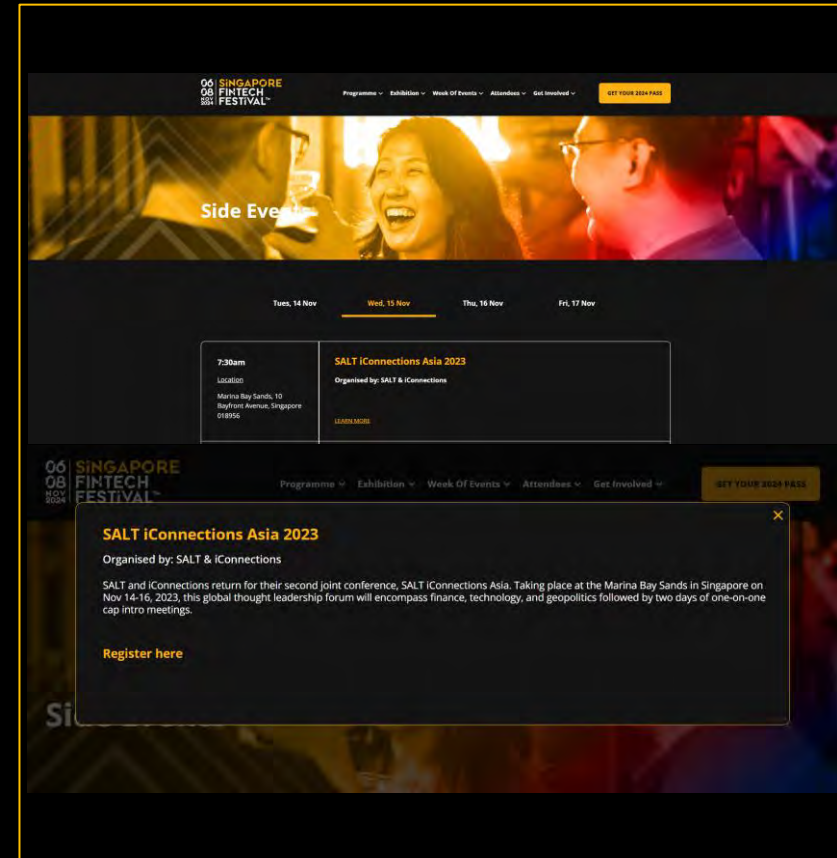 06 SiNGAPORE
08 FINTECH
NOV 2024 FESTiVAL™
Programme Exhibition Week Of Events Attendees Get Involved
GET YOUR 2024 PASS
Side Events
Tues, 14 Nov Wed, 15 Nov Thu, 16 Nov Fri, 17 Nov
7:30am
Location
Marina Bay Sands, 10
Bayfront Avenue, Singapore
018956
SALT iConnections Asia 2023
Organised by: SALT & iConnections
LEARN MORE
06 SiNGAPORE
08 FINTECH
NOV 2024 FESTiVAL™
Programme Exhibition Week Of Events Attendees Get Involved
GET YOUR 2024 PASS
SALT iConnections Asia 2023
Organised by: SALT & iConnections
SALT and iConnections return for their second joint conference, SALT iConnections Asia. Taking place at the Marina Bay Sands in Singapore on
Nov 14-16, 2023, this global thought leadership forum will encompass finance, technology, and geopolitics followed by two days of one-on-one
cap intro meetings.
Register here